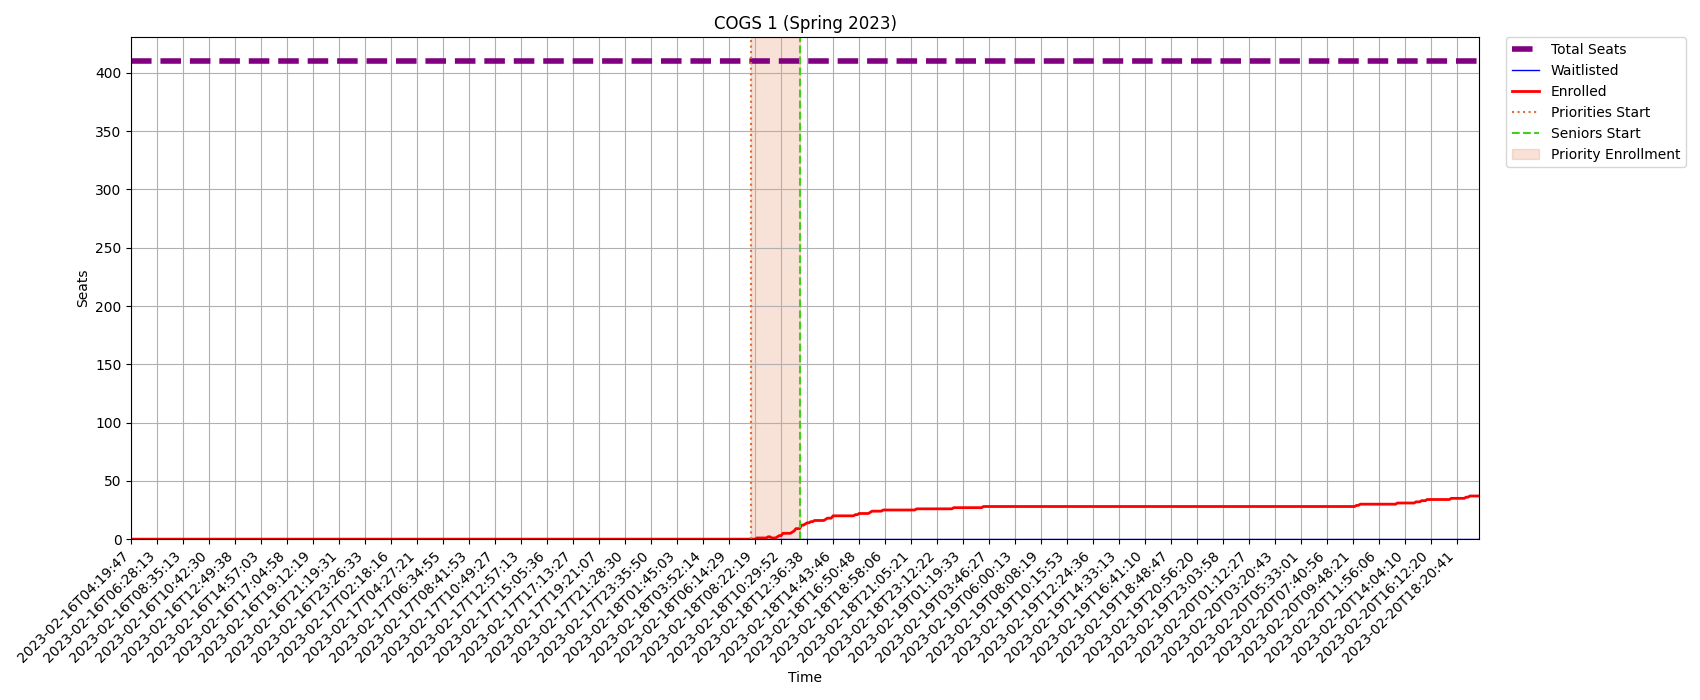 COGS 1 (Spring 2023)
Total Seats
Waitlisted
Enrolled
Priorities Start
Seniors Start
Priority Enrollment
Seats
400
350
300
250
200
150
100
50
0
2023-02-16T04:19:47
2023-02-16T06:28:13
2023-02-16T08:35:13
2023-02-16T10:42:30
2023-02-16T12:49:38
2023-02-16T14:57:03
2023-02-16T17:04:58
2023-02-16T19:12:19
2023-02-16T21:19:31
2023-02-16T23:26:33
2023-02-17T02:18:16
2023-02-17T04:27:21
2023-02-17T06:34:55
2023-02-17T08:41:53
2023-02-17T10:49:27
2023-02-17T12:57:13
2023-02-17T15:05:36
2023-02-17T17:13:27
2023-02-17T19:21:07
2023-02-17T21:28:30
2023-02-17T23:35:50
2023-02-18T01:45:03
2023-02-18T03:52:14
2023-02-18T06:14:29
2023-02-18T08:22:19
2023-02-18T10:29:52
2023-02-18T12:36:38
2023-02-18T14:43:46
2023-02-18T16:50:48
2023-02-18T18:58:06
2023-02-18T21:05:21
2023-02-18T23:12:22
2023-02-19T01:19:33
2023-02-19T03:46:27
2023-02-19T06:00:13
2023-02-19T08:08:19
2023-02-19T10:15:53
2023-02-19T12:24:36
2023-02-19T14:33:13
2023-02-19T16:41:10
2023-02-19T18:48:47
2023-02-19T20:56:20
2023-02-19T23:03:58
2023-02-20T01:12:27
2023-02-20T03:20:43
2023-02-20T05:33:01
2023-02-20T07:40:56
2023-02-20T09:48:21
2023-02-20T11:56:06
2023-02-20T14:04:10
2023-02-20T16:12:20
2023-02-20T18:20:41
Time